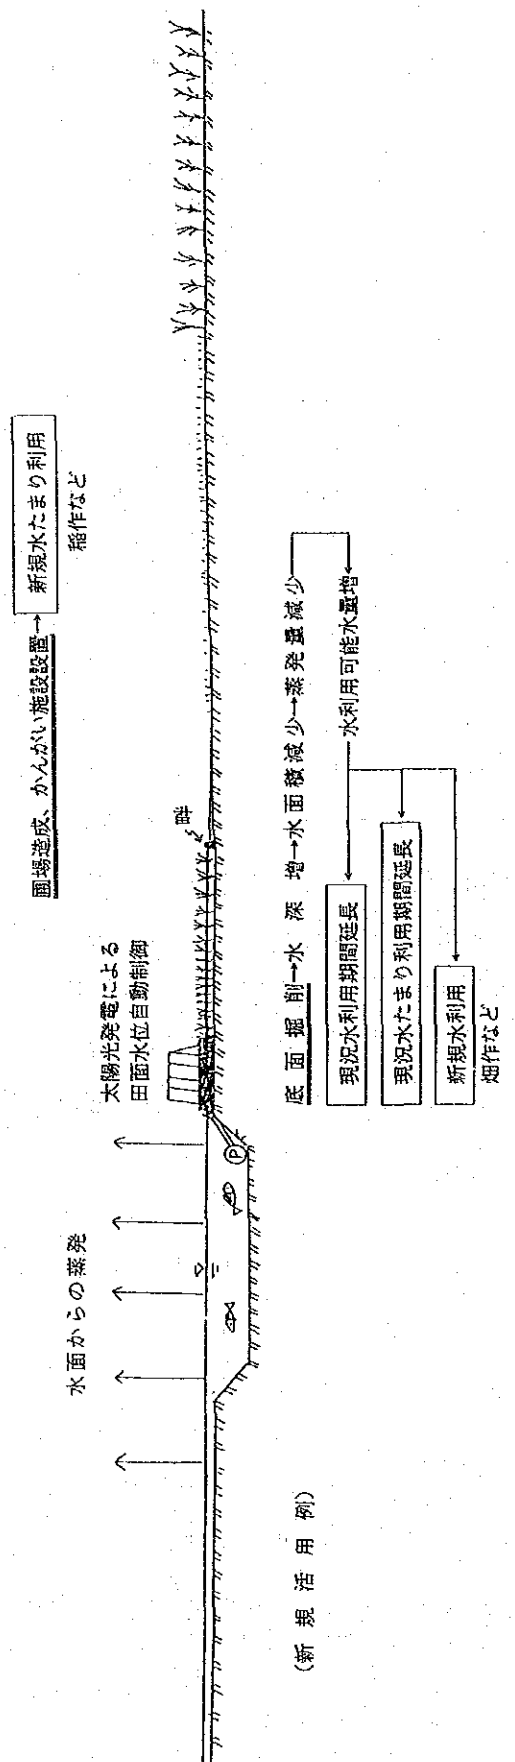 圃場造成、かんがい施設設置→新規水たまり利用
稲作など
太陽光発電による
田面水位自動制御
水面からの蒸発
P
底面掘削→水深増→水面積減少→蒸発量減少
水利用可能水量増
現況水利用期間延長
現況水たまり利用期間延長
新規水利用
畑作など
(新規活用例)